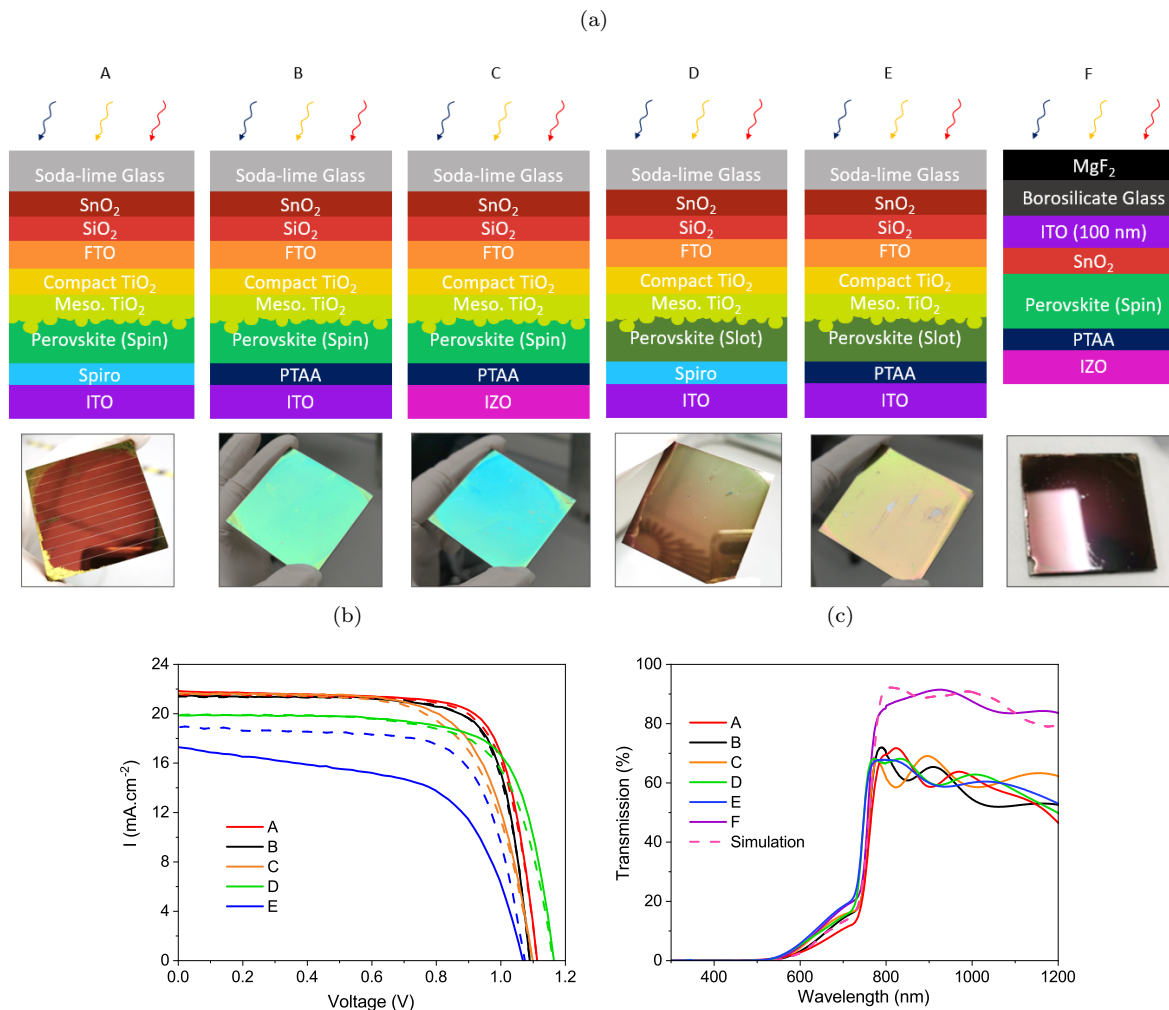 (a)
A B C D E F
Soda-lime Glass
SnO₂
SiO₂
FTO
Compact TiO₂
Meso. TiO₂
Perovskite (Spin)
Spiro
ITO
Soda-lime Glass
SnO₂
SiO₂
FTO
Compact TiO₂
Meso. TiO₂
Perovskite (Spin)
PTAA
ITO
Soda-lime Glass
SnO₂
SiO₂
FTO
Compact TiO₂
Meso. TiO₂
Perovskite (Spin)
PTAA
IZO
Soda-lime Glass
SnO₂
SiO₂
FTO
Compact TiO₂
Meso. TiO₂
Perovskite (Slot)
Spiro
ITO
Soda-lime Glass
SnO₂
SiO₂
FTO
Compact TiO₂
Meso. TiO₂
Perovskite (Slot)
PTAA
ITO
MgF₂
Borosilicate Glass
ITO (100 nm)
SnO₂
Perovskite (Spin)
PTAA
IZO
(b)
24
20
16
12
8
4
0
I (mA.cm⁻²)
A
B
C
D
E
0.0 0.2 0.4 0.6 0.8 1.0 1.2
Voltage (V)
(c)
100
80
60
40
20
0
Transmission (%)
A
B
C
D
E
F
Simulation
400 600 800 1000 1200
Wavelength (nm)